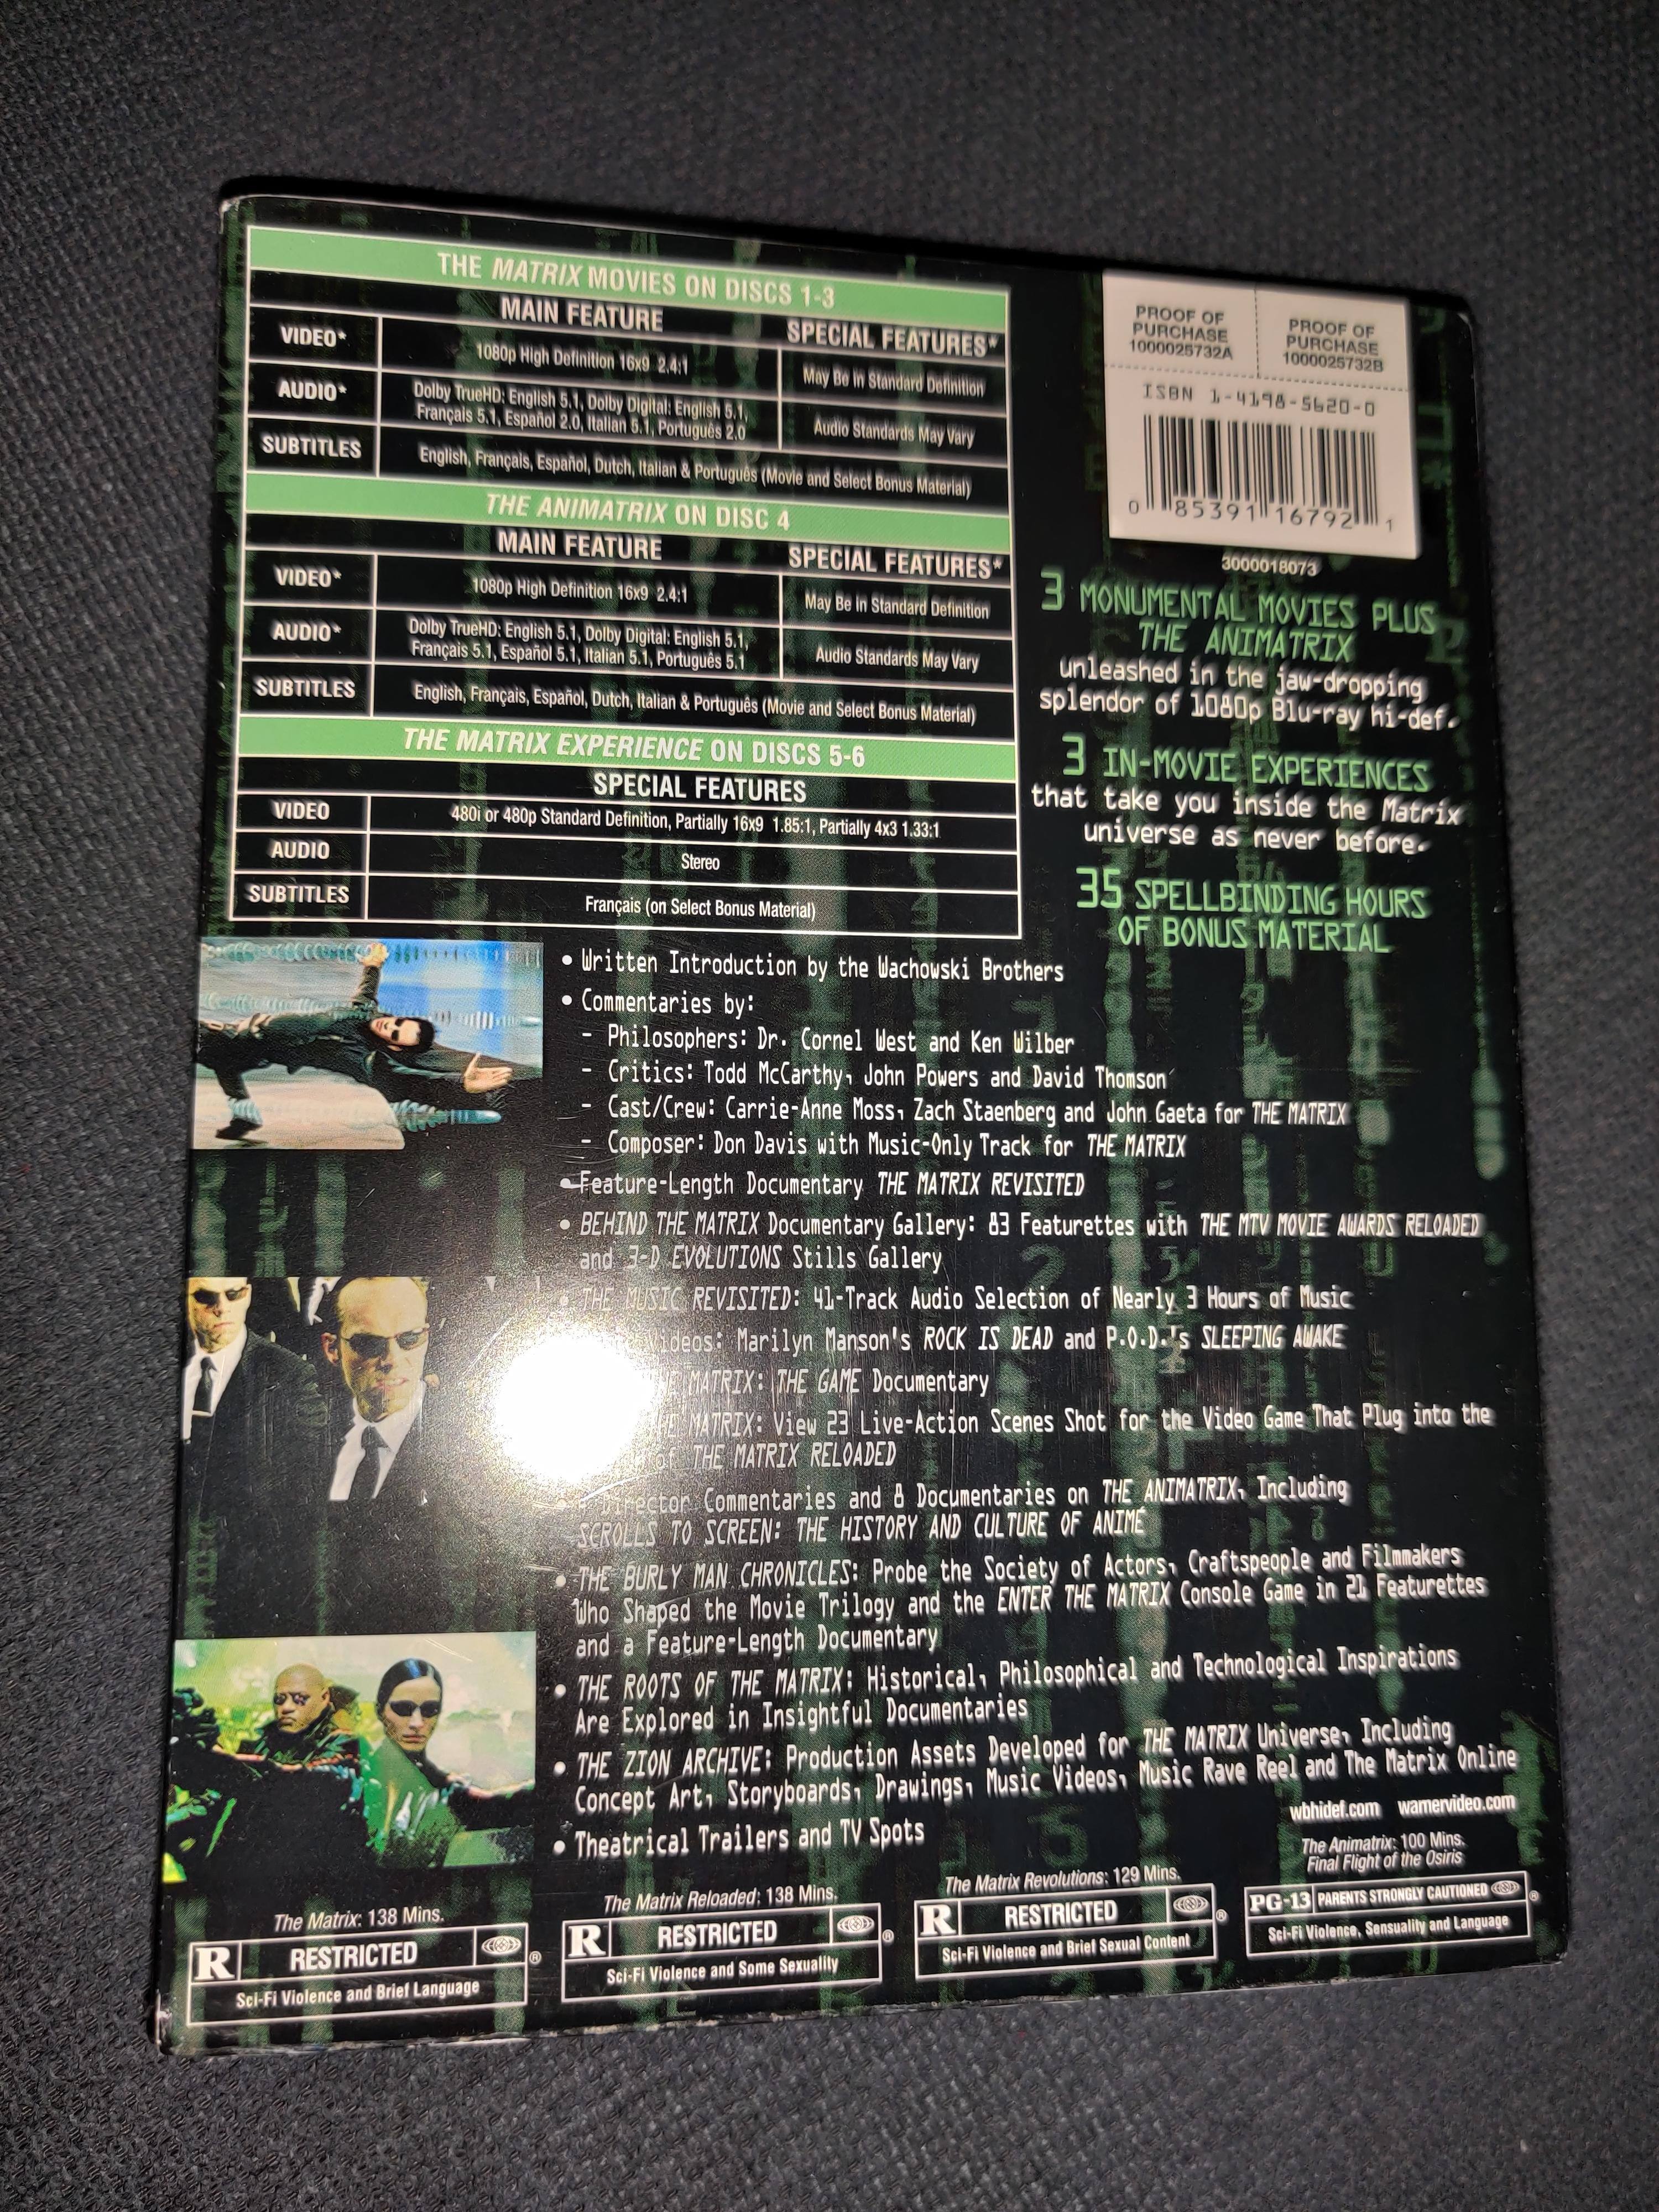 THE MATRIX MOVIES ON DISCS 1-3
MAIN FEATURE
SPECIAL FEATURES*
VIDEO*
1080p High Definition 16x9 2.4:1
May Be in Standard Definition
AUDIO*
Dolby TrueHD: English 5.1, Dolby Digital: English 5.1,
Français 5.1, Español 2.0, Italian 5.1, Português 2.0
Audio Standards May Vary
SUBTITLES
English, Français, Español, Dutch, Italian & Português (Movie and Select Bonus Material)
THE ANIMATRIX ON DISC 4
MAIN FEATURE
SPECIAL FEATURES*
VIDEO*
1080p High Definition 16x9 2.4:1
May Be In Standard Definition
AUDIO*
Dolby TrueHD: English 5.1, Dolby Digital: English 5.1,
Français 5.1, Español 5.1, Italian 5.1, Português 5.1
Audio Standards May Vary
SUBTITLES
English, Français, Español, Dutch, Italian & Português (Movie and Select Bonus Material)
THE MATRIX EXPERIENCE ON DISCS 5-6
SPECIAL FEATURES
VIDEO
480i or 480p Standard Definition, Partially 16x9 1.85:1, Partially 4x3 1.33:1
AUDIO
Stereo
SUBTITLES
Français (on Select Bonus Material)
PROOF OF
PURCHASE
1000025732A
PROOF OF
PURCHASE
1000025732B
ISBN 1-4198-5620-0
0 85391 16792 1
3000018073
3 MONUMENTAL MOVIES PLUS
THE ANIMATRIX
unleashed in the jaw-dropping
splendor of 1080p Blu-ray hi-def.
3 IN-MOVIE EXPERIENCES
that take you inside the Matrix
universe as never before.
35 SPELLBINDING HOURS
OF BONUS MATERIAL
• Written Introduction by the Wachowski Brothers
• Commentaries by:
- Philosophers: Dr. Cornel West and Ken Wilber
- Critics: Todd McCarthy, John Powers and David Thomson
- Cast/Crew: Carrie-Anne Moss, Zach Staenberg and John Gaeta for THE MATRIX
- Composer: Don Davis with Music-Only Track for THE MATRIX
• Feature-Length Documentary THE MATRIX REVISITED
• BEHIND THE MATRIX Documentary Gallery: 83 Featurettes with THE MTV MOVIE AWARDS RELOADED
and 3-D EVOLUTIONS Stills Gallery
• THE MUSIC REVISITED: 41-Track Audio Selection of Nearly 3 Hours of Music
Videos: Marilyn Manson's ROCK IS DEAD and P.O.D.'s SLEEPING AWAKE
MATRIX: THE GAME Documentary
MATRIX: View 23 Live-Action Scenes Shot for the Video Game That Plug into the
of THE MATRIX RELOADED
Director Commentaries and 8 Documentaries on THE ANIMATRIX, Including
SCROLLS TO SCREEN: THE HISTORY AND CULTURE OF ANIME
• THE BURLY MAN CHRONICLES: Probe the Society of Actors, Craftspeople and Filmmakers
Who Shaped the Movie Trilogy and the ENTER THE MATRIX Console Game in 21 Featurettes
and a Feature-Length Documentary
• THE ROOTS OF THE MATRIX: Historical, Philosophical and Technological Inspirations
Are Explored in Insightful Documentaries
• THE ZION ARCHIVE: Production Assets Developed for THE MATRIX Universe, Including
Concept Art, Storyboards, Drawings, Music Videos, Music Rave Reel and The Matrix Online
• Theatrical Trailers and TV Spots
wbhidef.com warnervideo.com
The Matrix: 138 Mins.
R RESTRICTED ®
Sci-Fi Violence and Brief Language
The Matrix Reloaded: 138 Mins.
R RESTRICTED ®
Sci-Fi Violence and Some Sexuality
The Matrix Revolutions: 129 Mins.
R RESTRICTED ®
Sci-Fi Violence and Brief Sexual Content
The Animatrix: 100 Mins.
Final Flight of the Osiris
PG-13 PARENTS STRONGLY CAUTIONED ®
Sci-Fi Violence, Sensuality and Language